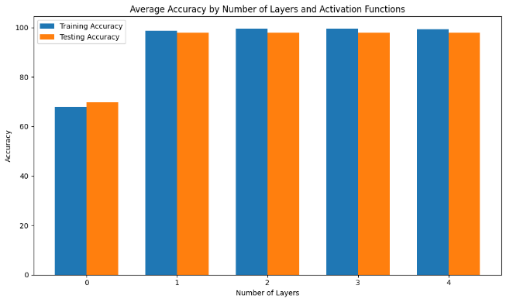 Average Accuracy by Number of Layers and Activation Functions
Training Accuracy
Testing Accuracy
100
80
60
40
20
0
Accuracy
0 1 2 3 4
Number of Layers